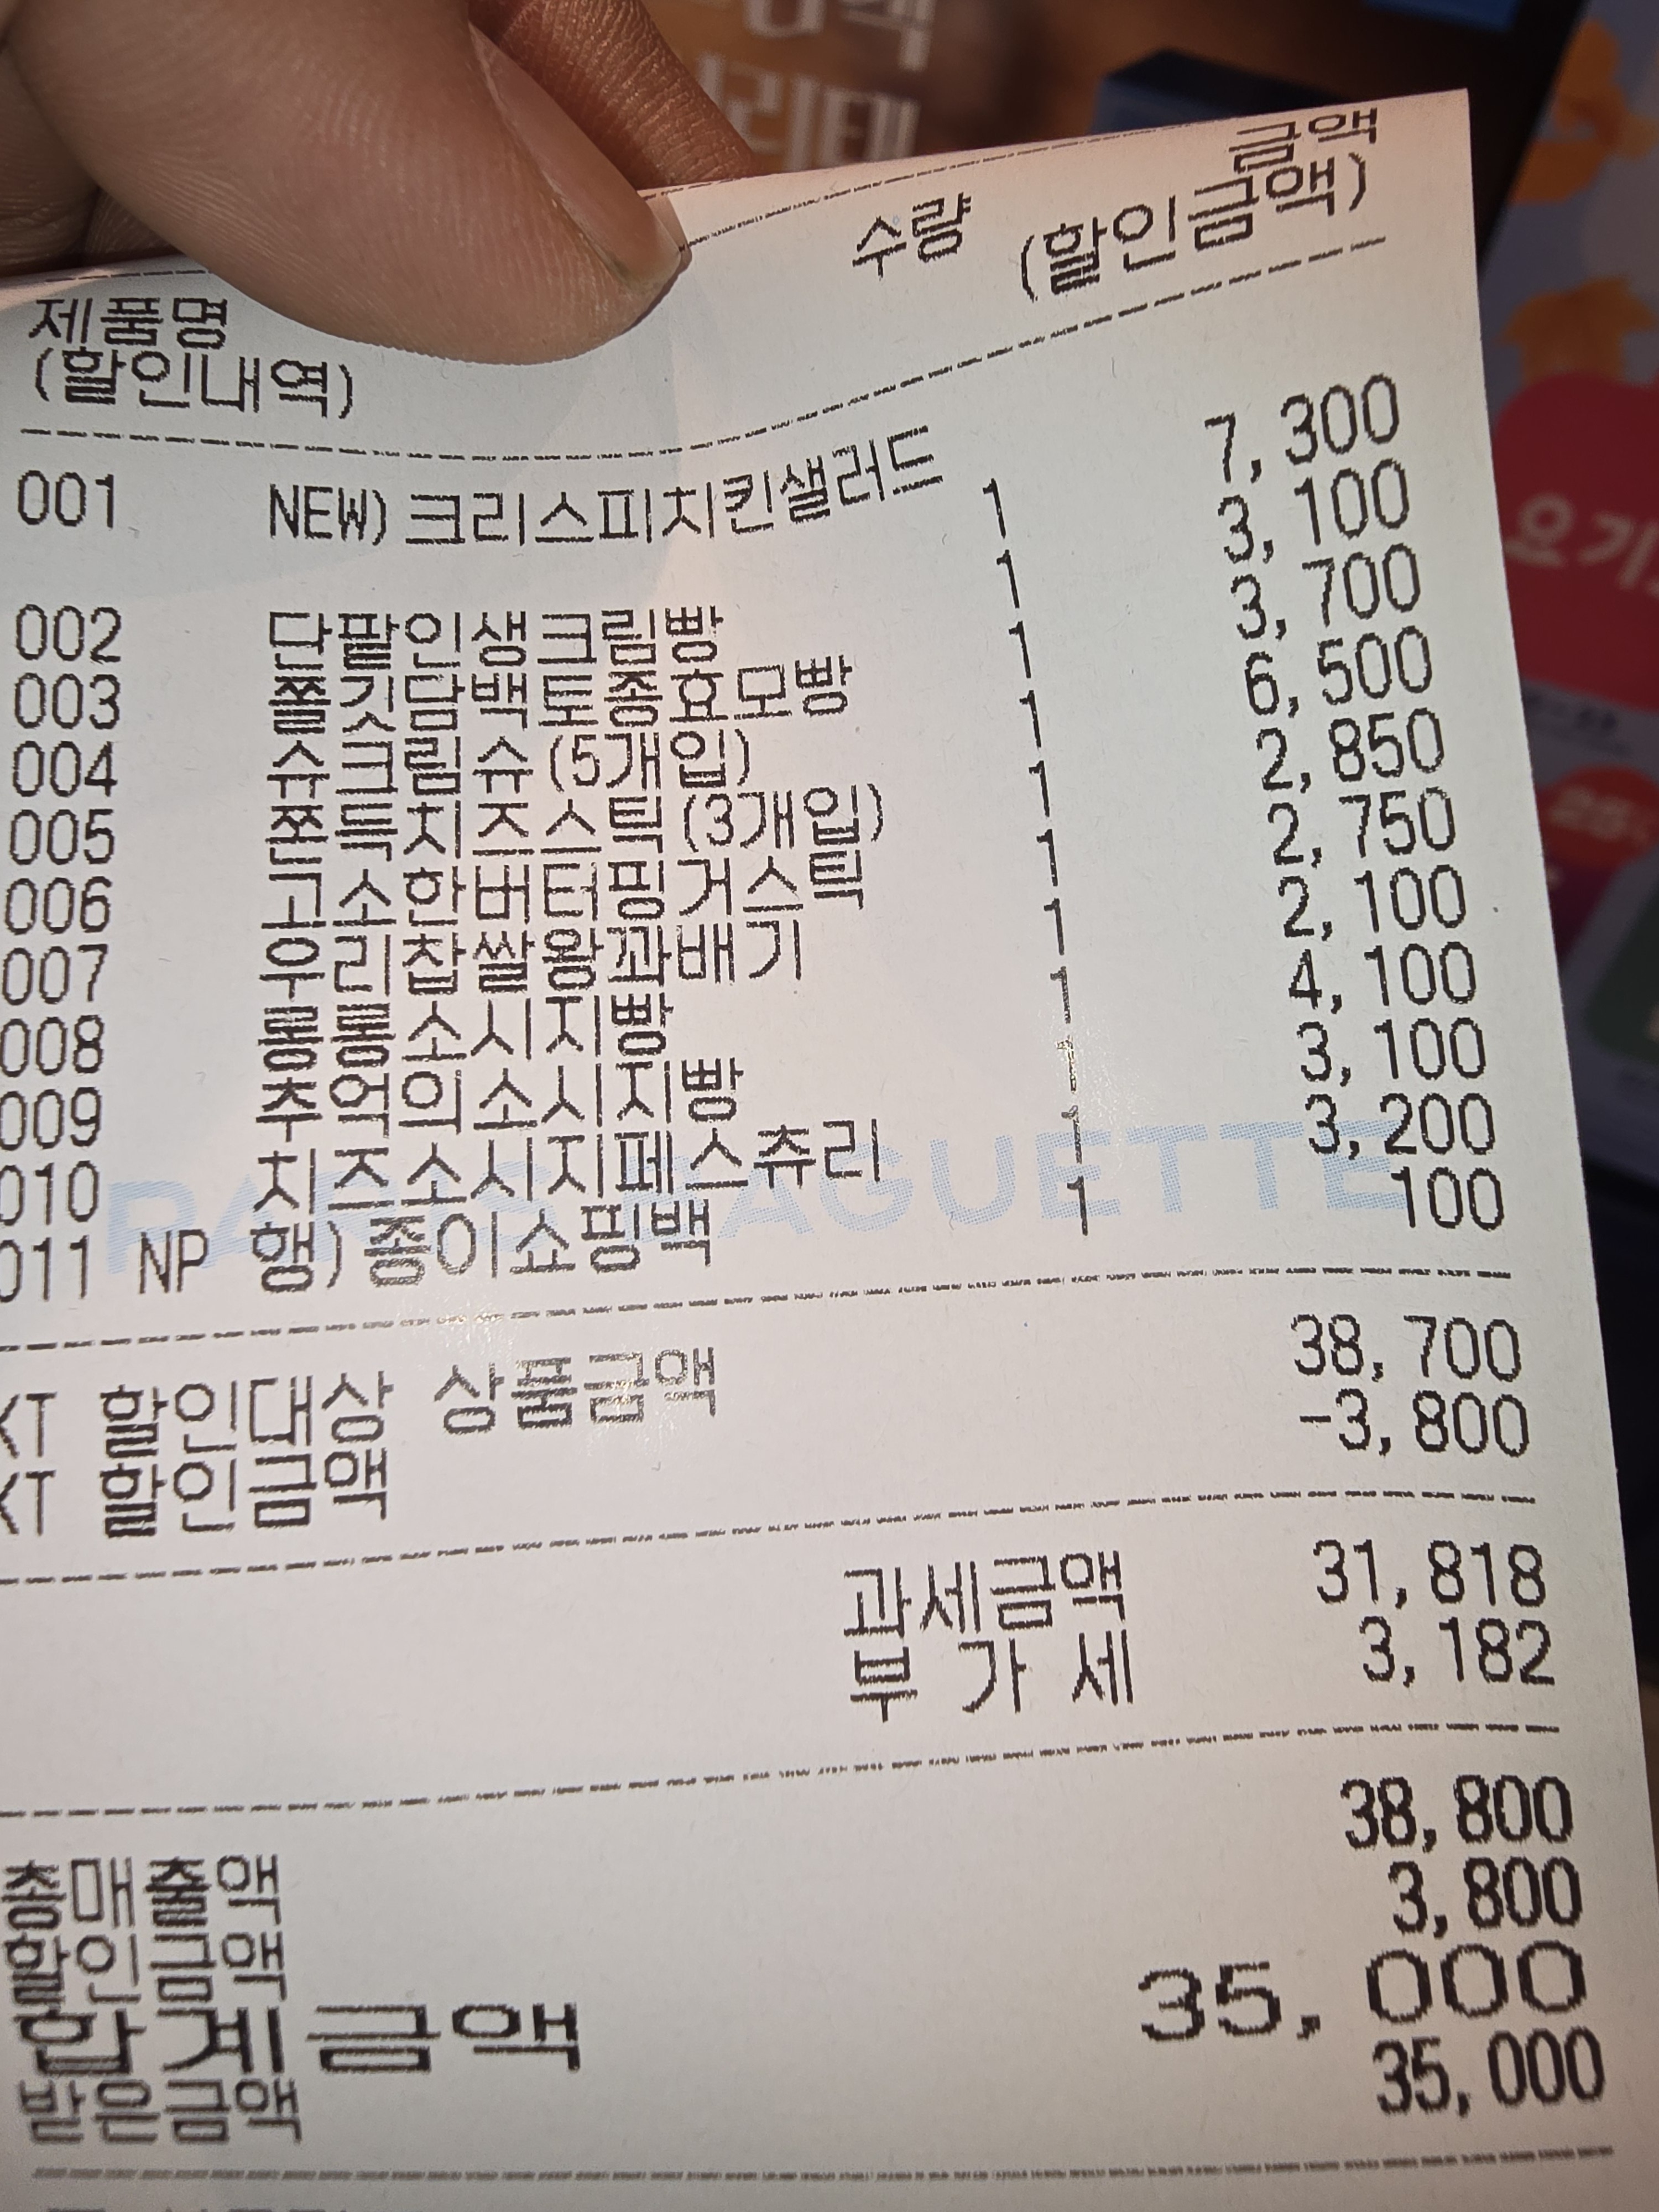 금액
제품명 수량 (할인금액)
(할인내역)
001 NEW) 크리스피치킨샐러드 1 7,300
002 단팥인생크림빵 1 3,100
003 쫄깃담백토종효모빵 1 3,700
004 슈크림슈(5개입) 1 6,500
005 쫀득치즈스틱(3개입) 1 2,850
006 고소한버터핑거스틱 1 2,750
007 우리찹쌀왕꽈배기 1 2,100
008 롱롱소시지빵 1 4,100
009 추억의소시지빵 1 3,100
010 치즈소시지페스츄리 1 3,200
011 NP 행)종이쇼핑백 1 100
PARIS BAGUETTE
KT 할인대상 상품금액 38,700
KT 할인금액 -3,800
과세금액 31,818
부 가 세 3,182
총매출액 38,800
할인금액 3,800
합계금액 35,000
받은금액 35,000
요기